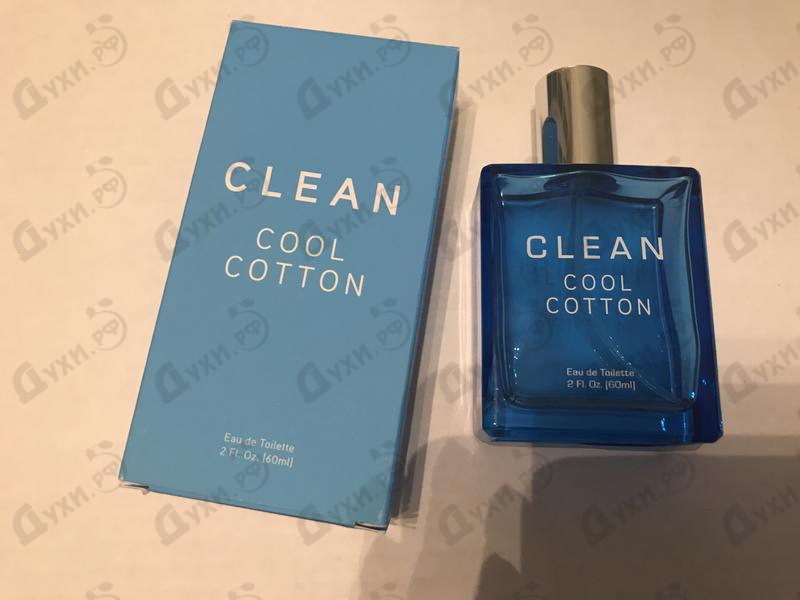 CLEAN
COOL
COTTON
Eau de Toilette
2 Fl. Oz. [60ml]
CLEAN
COOL
COTTON
Eau de Toilette
2 Fl. Oz. [60ml]
Духи.РФ